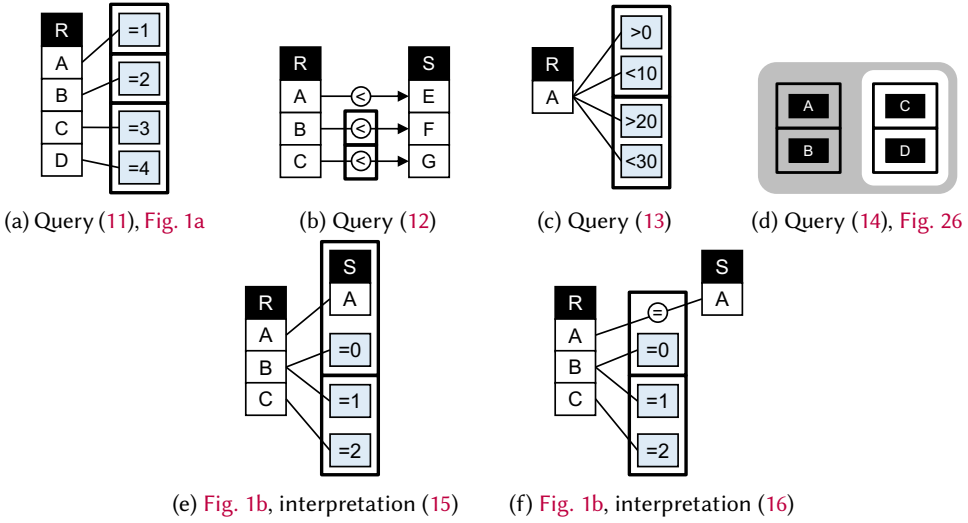 R
A
B
C
D
=1
=2
=3
=4
(a) Query (11), Fig. 1a
R
A
B
C
<
<
<
S
E
F
G
(b) Query (12)
R
A
>0
<10
>20
<30
(c) Query (13)
A
B
C
D
(d) Query (14), Fig. 26
R
A
B
C
S
A
=0
=1
=2
(e) Fig. 1b, interpretation (15)
R
A
B
C
=
=0
=1
=2
S
A
(f) Fig. 1b, interpretation (16)